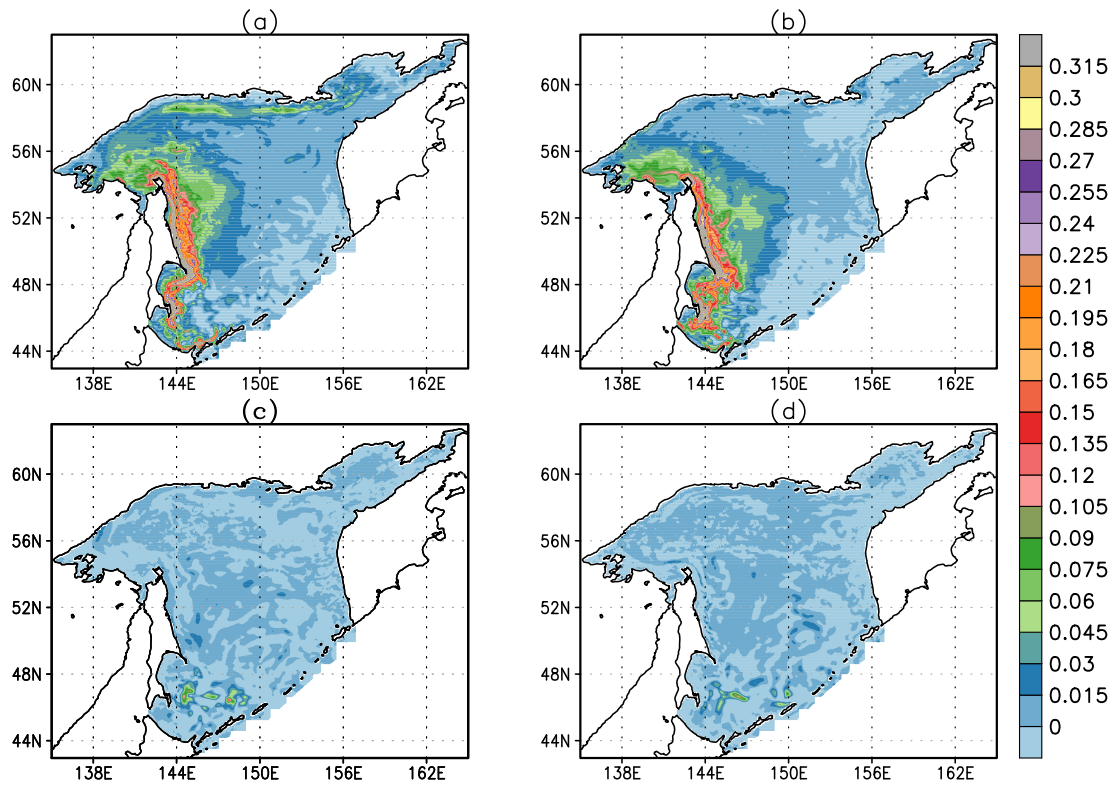 (a)
60N
56N
52N
48N
44N
138E 144E 150E 156E 162E
(b)
60N
56N
52N
48N
44N
138E 144E 150E 156E 162E
(c)
60N
56N
52N
48N
44N
138E 144E 150E 156E 162E
(d)
60N
56N
52N
48N
44N
138E 144E 150E 156E 162E
0.315
0.3
0.285
0.27
0.255
0.24
0.225
0.21
0.195
0.18
0.165
0.15
0.135
0.12
0.105
0.09
0.075
0.06
0.045
0.03
0.015
0